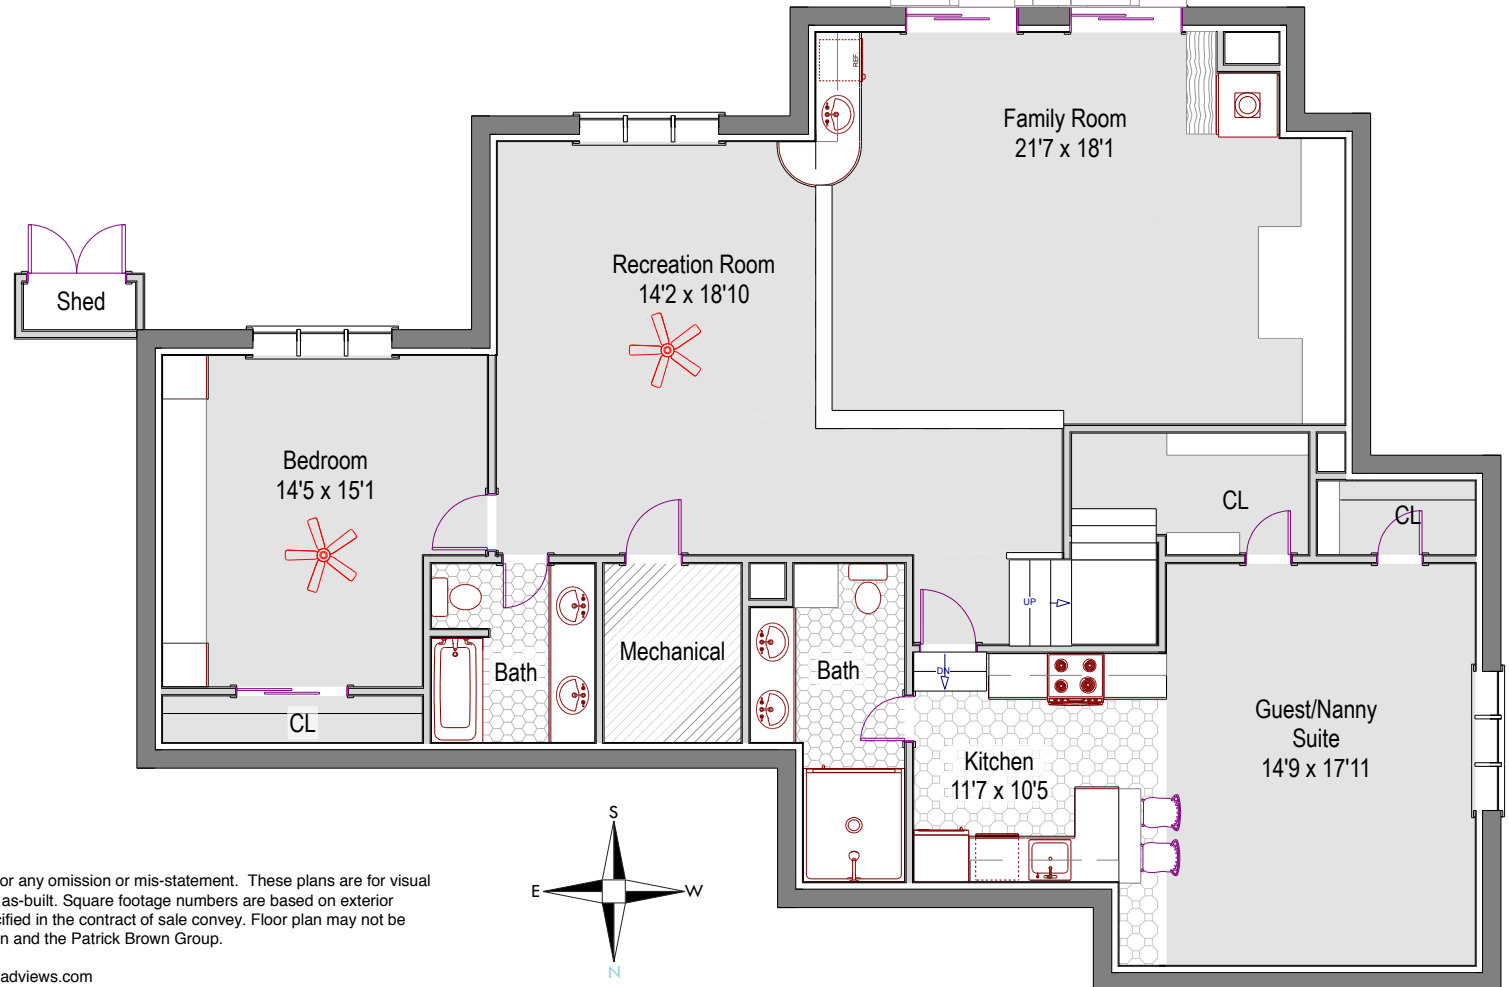 REF.
Family Room
21'7 x 18'1
Recreation Room
14'2 x 18'10
Shed
Bedroom
14'5 x 15'1
CL
CL
UP
Mechanical
Bath
Bath
DN
CL
Guest/Nanny
Suite
14'9 x 17'11
Kitchen
11'7 x 10'5
S
E
W
N
or any omission or mis-statement. These plans are for visual
as-built. Square footage numbers are based on exterior
cified in the contract of sale convey. Floor plan may not be
n and the Patrick Brown Group.
adviews.com